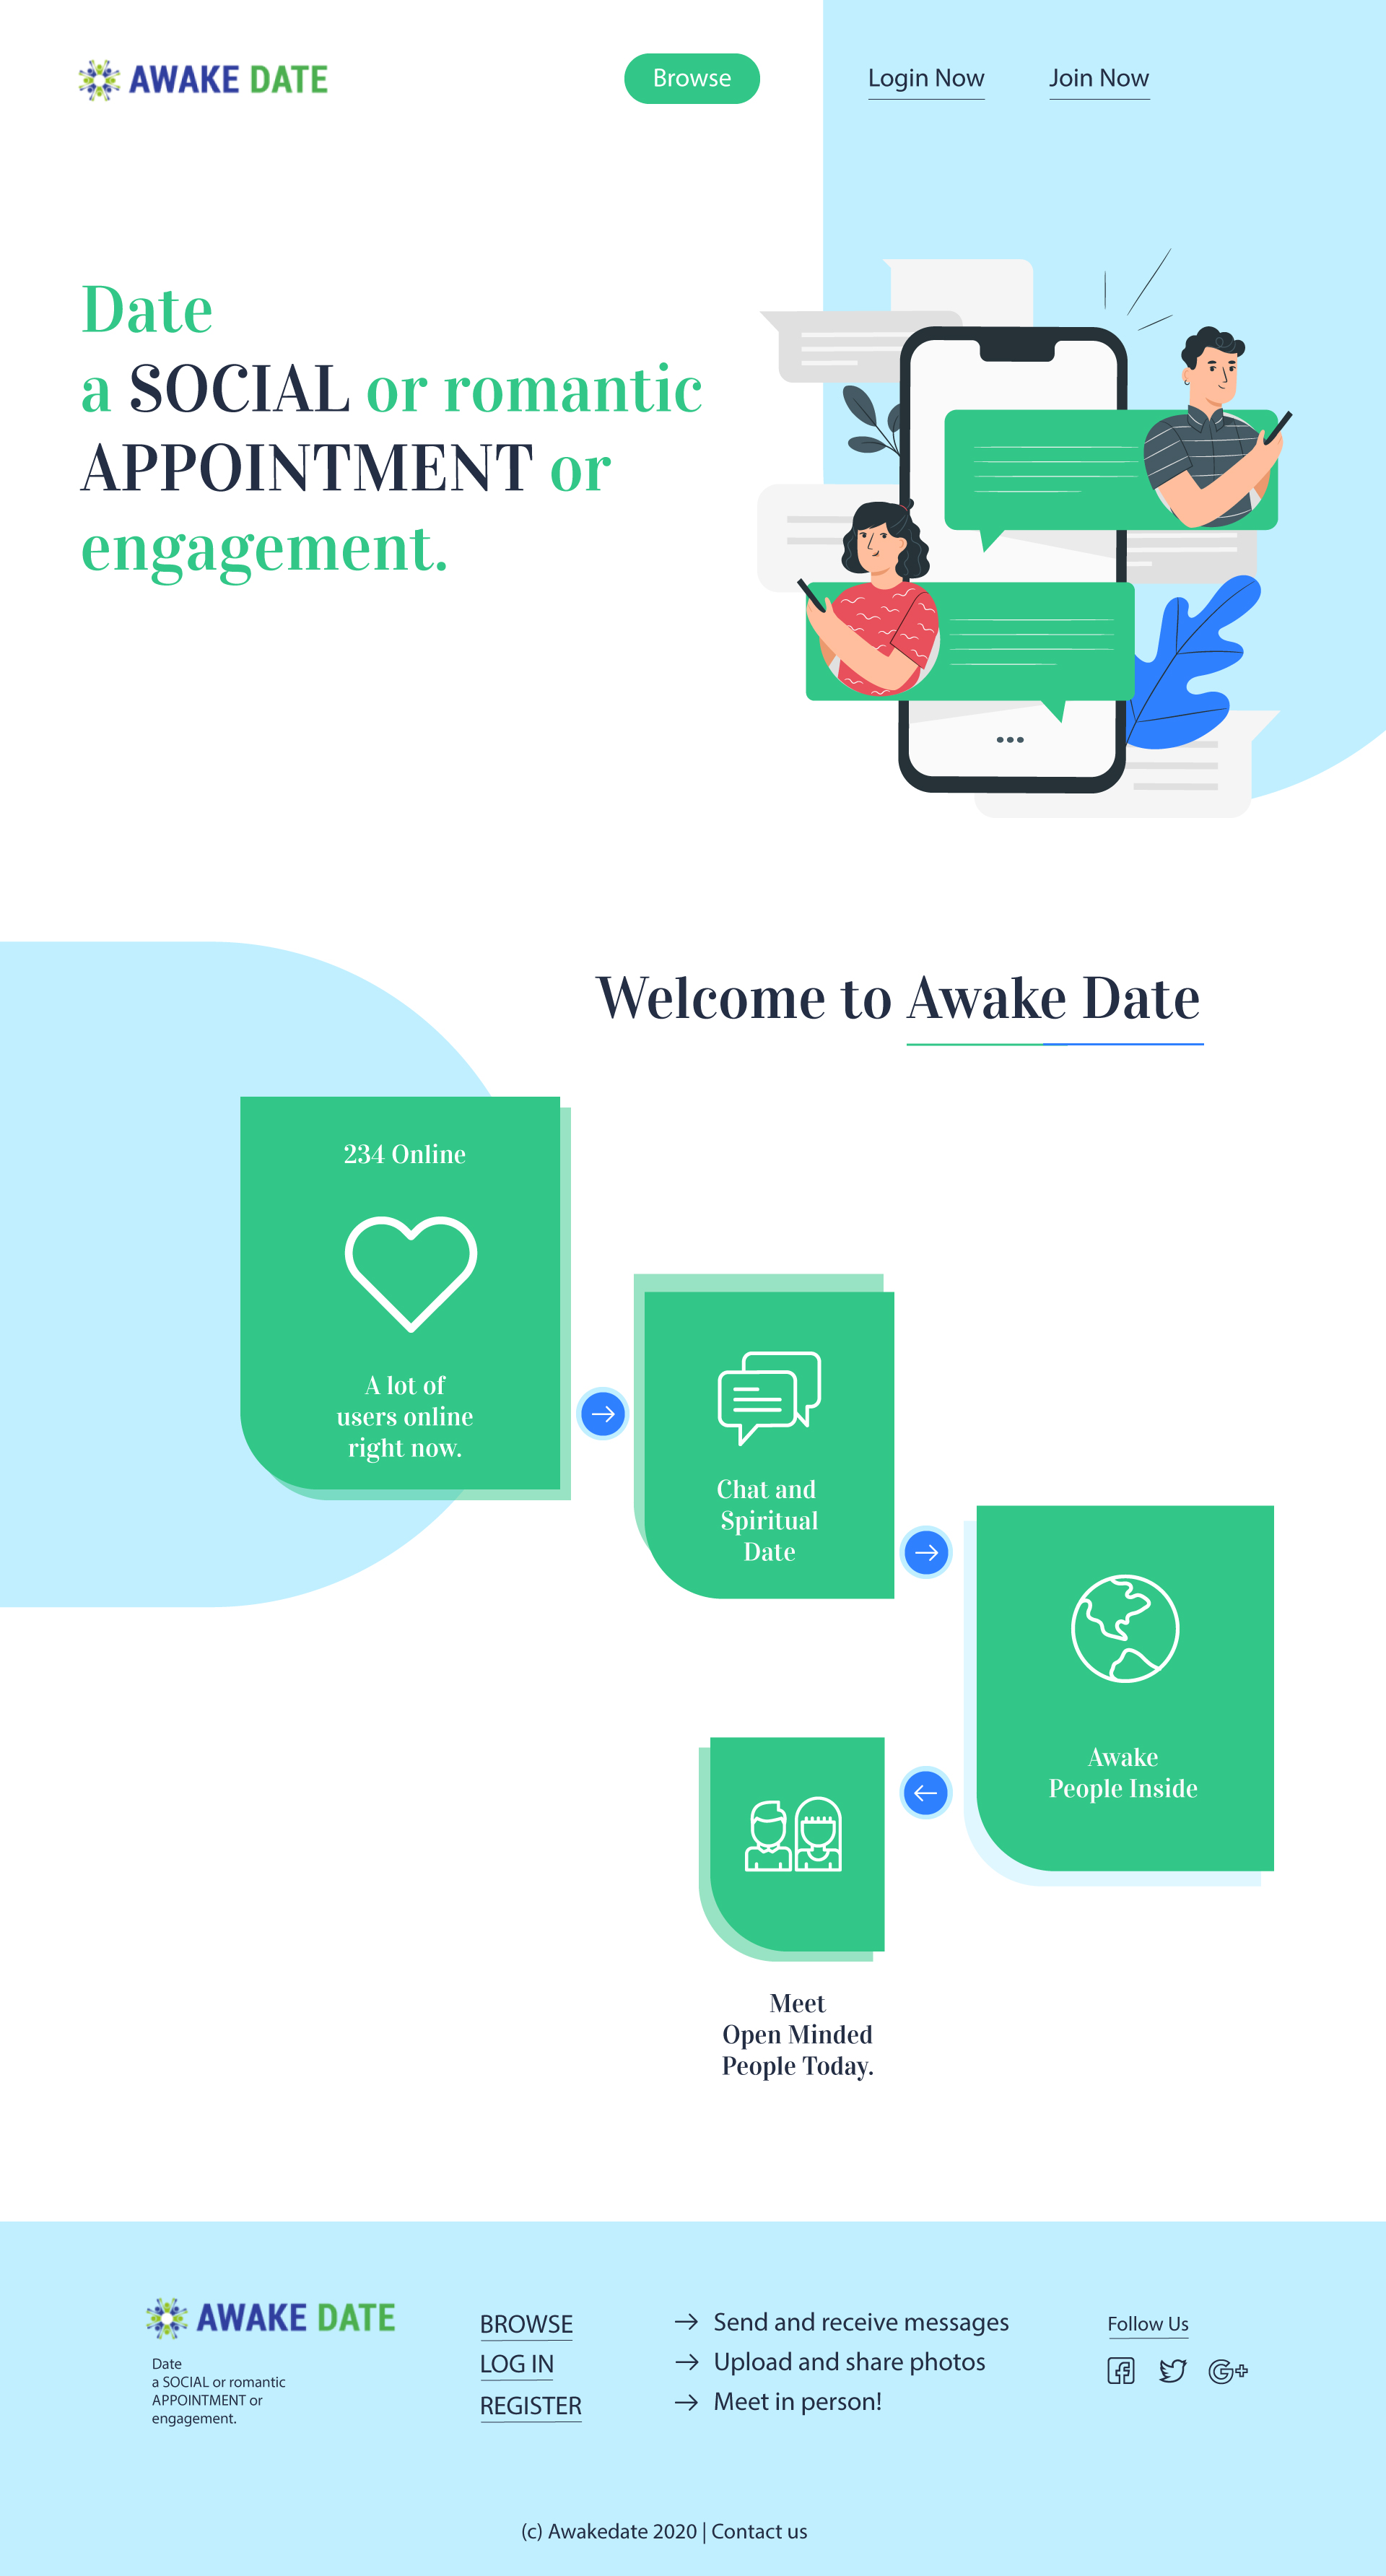 AWAKE DATE
Browse
Login Now
Join Now
Date
a SOCIAL or romantic
APPOINTMENT or
engagement.
Welcome to Awake Date
234 Online
A lot of
users online
right now.
Chat and
Spiritual
Date
Awake
People Inside
Meet
Open Minded
People Today.
AWAKE DATE
Date
a SOCIAL or romantic
APPOINTMENT or
engagement.
BROWSE
LOG IN
REGISTER
Send and receive messages
Upload and share photos
Meet in person!
Follow Us
(c) Awakedate 2020 | Contact us